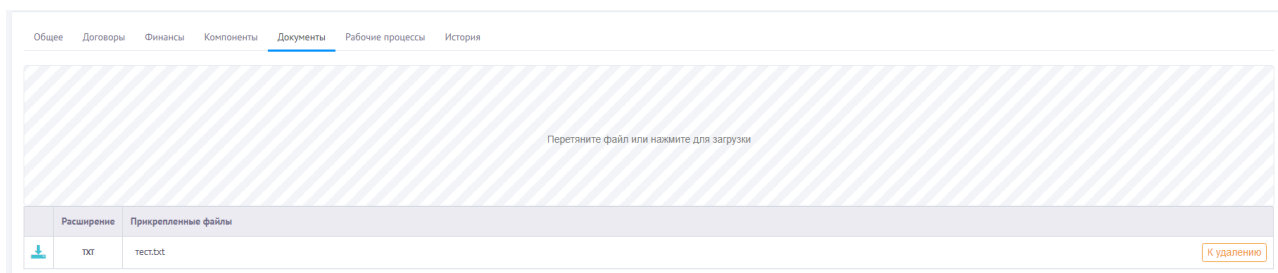 Общее Договоры Финансы Компоненты Документы Рабочие процессы История
Перетяните файл или нажмите для загрузки
Расширение Прикрепленные файлы
TXT тест.txt К удалению